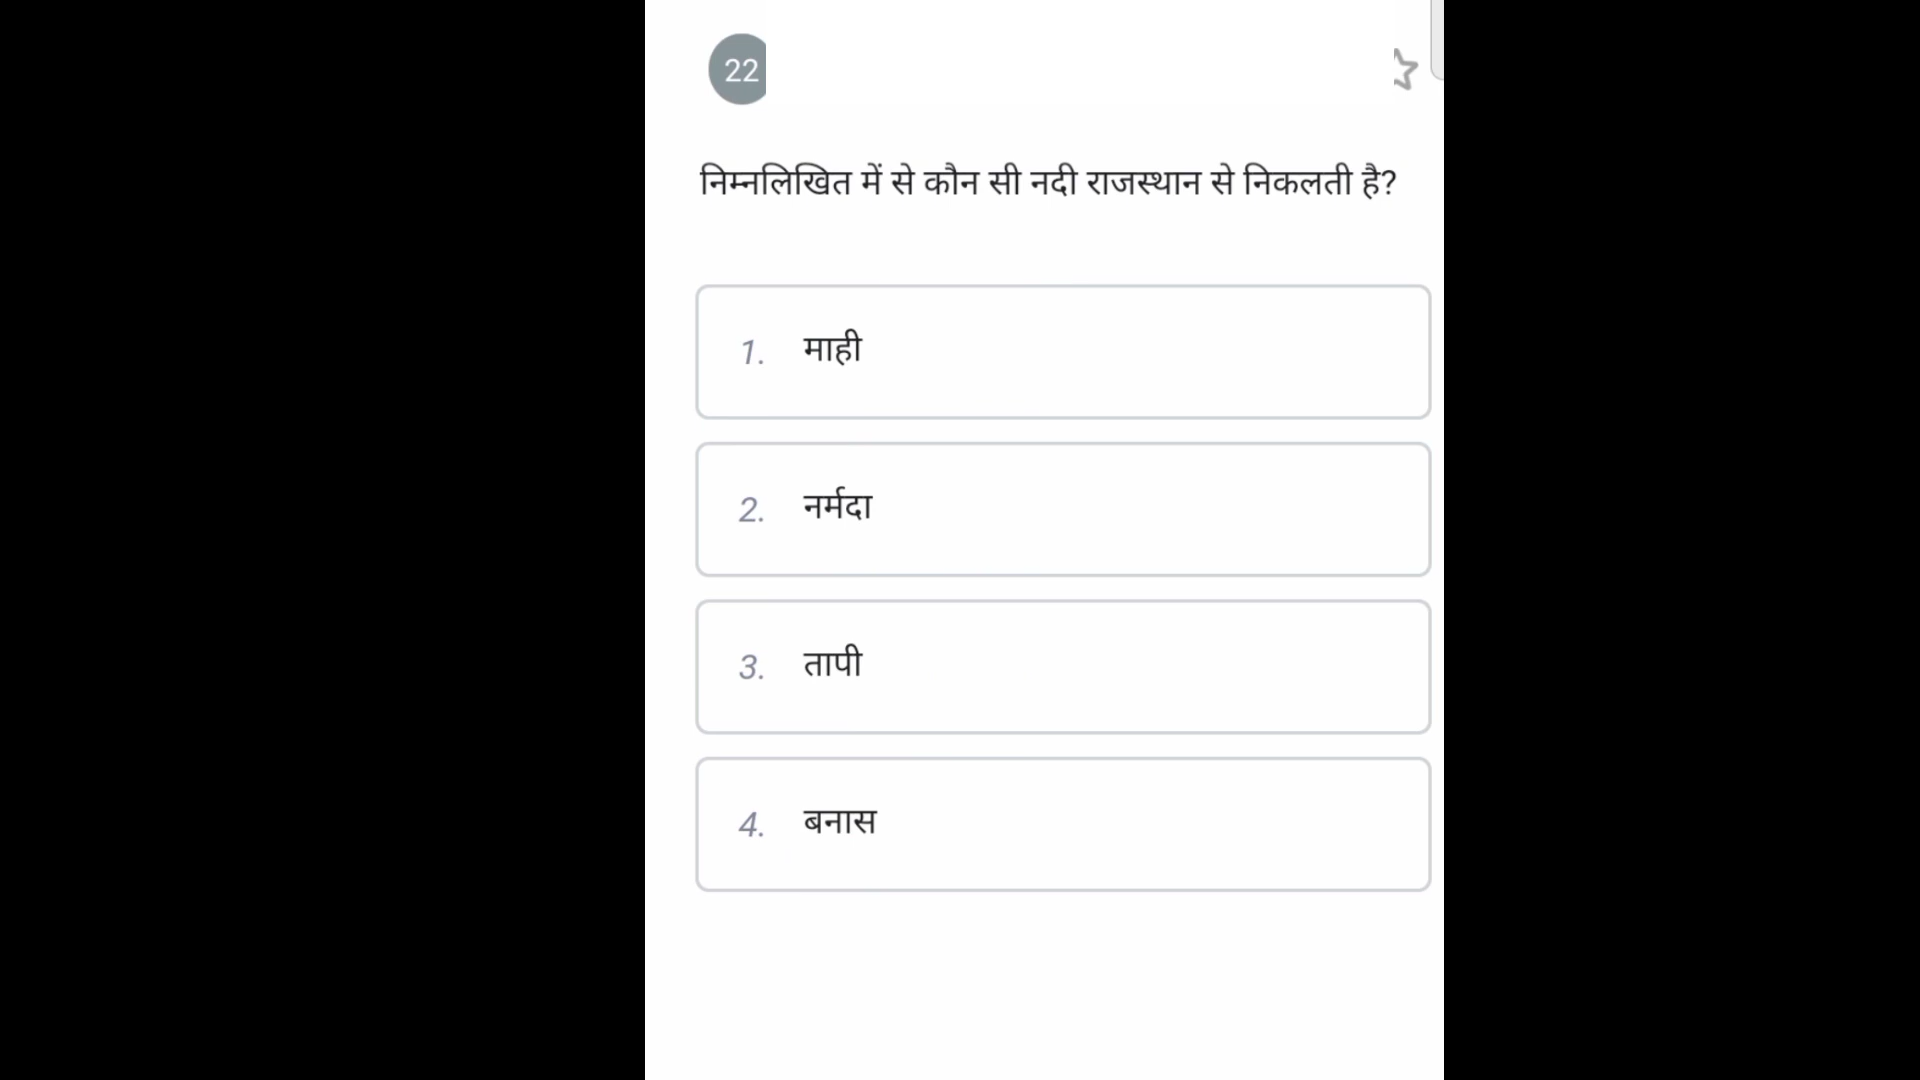 22
निम्नलिखित में से कौन सी नदी राजस्थान से निकलती है?
1. माही
2. नर्मदा
3. तापी
4. बनास